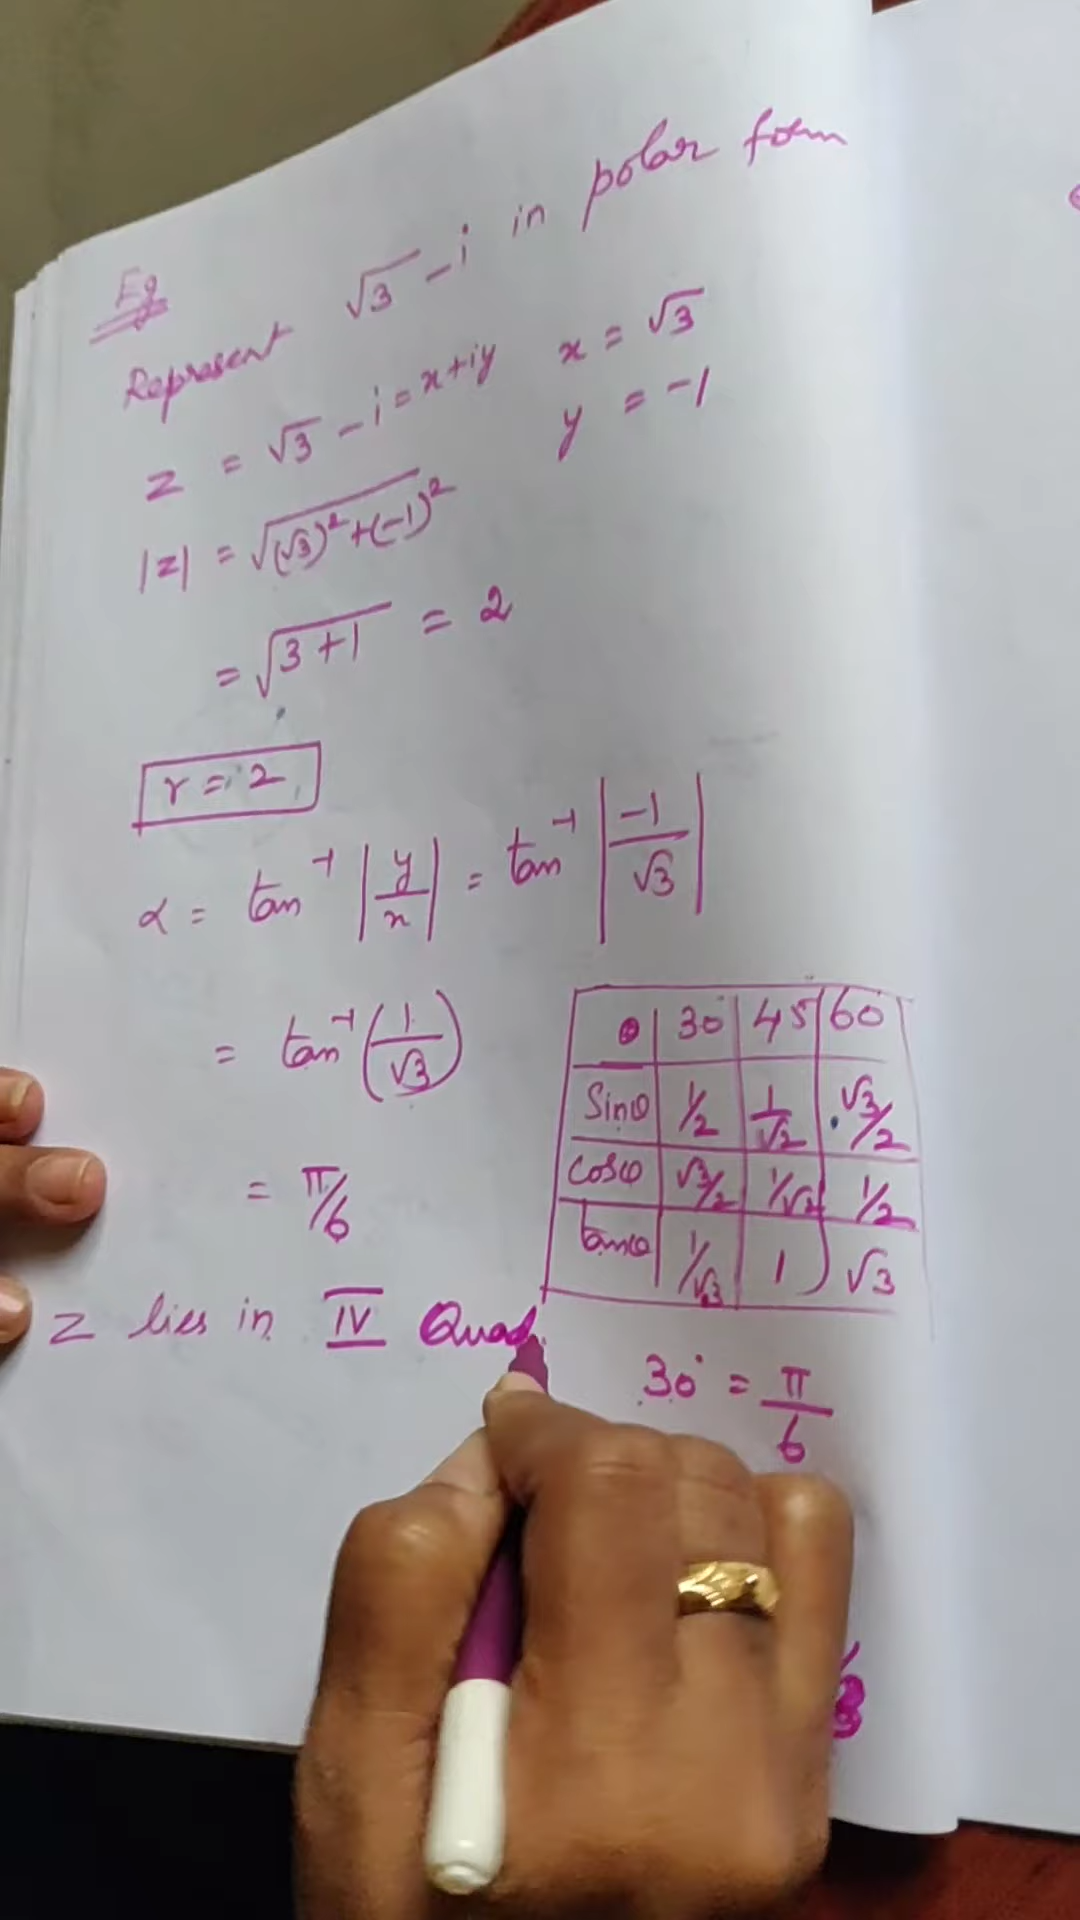 Eg
Represent √3 - i in polar form
z = √3 - i = x+iy x = √3
y = -1
|z| = √((√3)²+(-1)²)
= √(3+1) = 2
r = 2
α = tan⁻¹ |y/x| = tan⁻¹ |-1/√3|
= tan⁻¹(1/√3)
= π/6
θ 30° 45 60
Sinθ 1/2 1/√2 √3/2
cosθ √3/2 1/√2 1/2
tanθ 1/√3 1 √3
z lies in IV Quad
30° = π/6